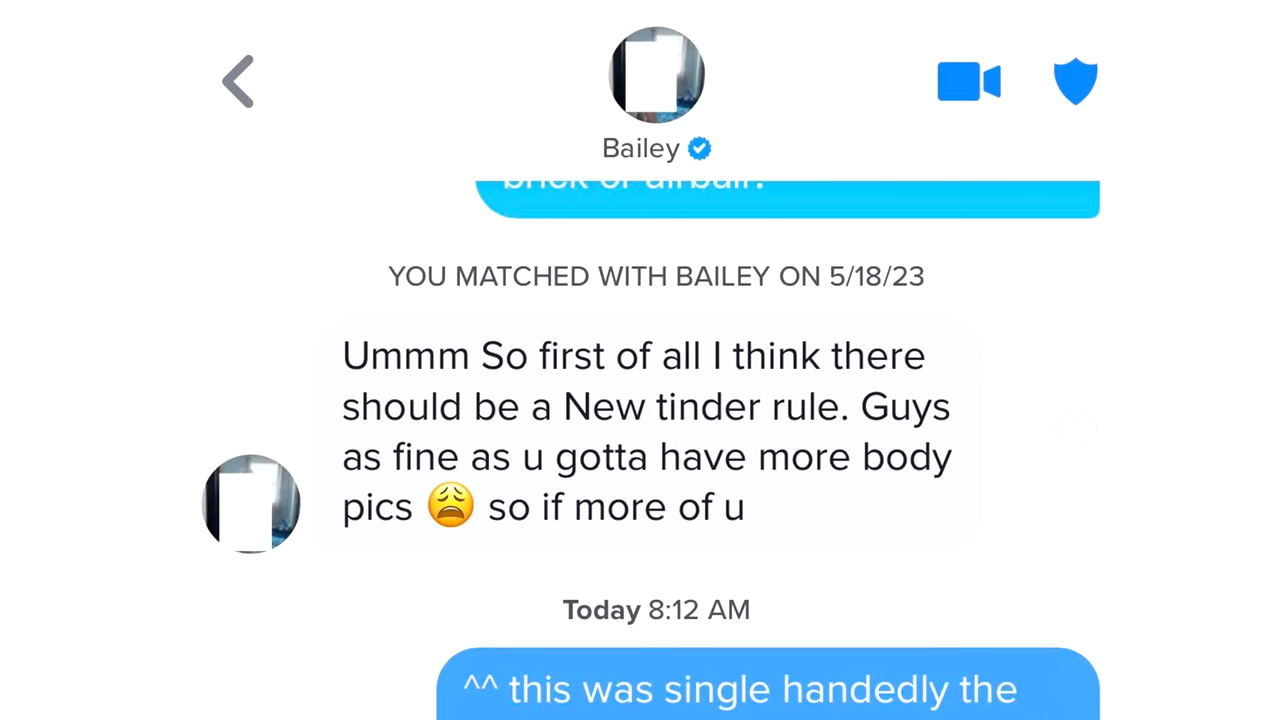 Bailey
YOU MATCHED WITH BAILEY ON 5/18/23
Ummm So first of all I think there
should be a New tinder rule. Guys
as fine as u gotta have more body
pics 😩 so if more of u
Today 8:12 AM
^^ this was single handedly the